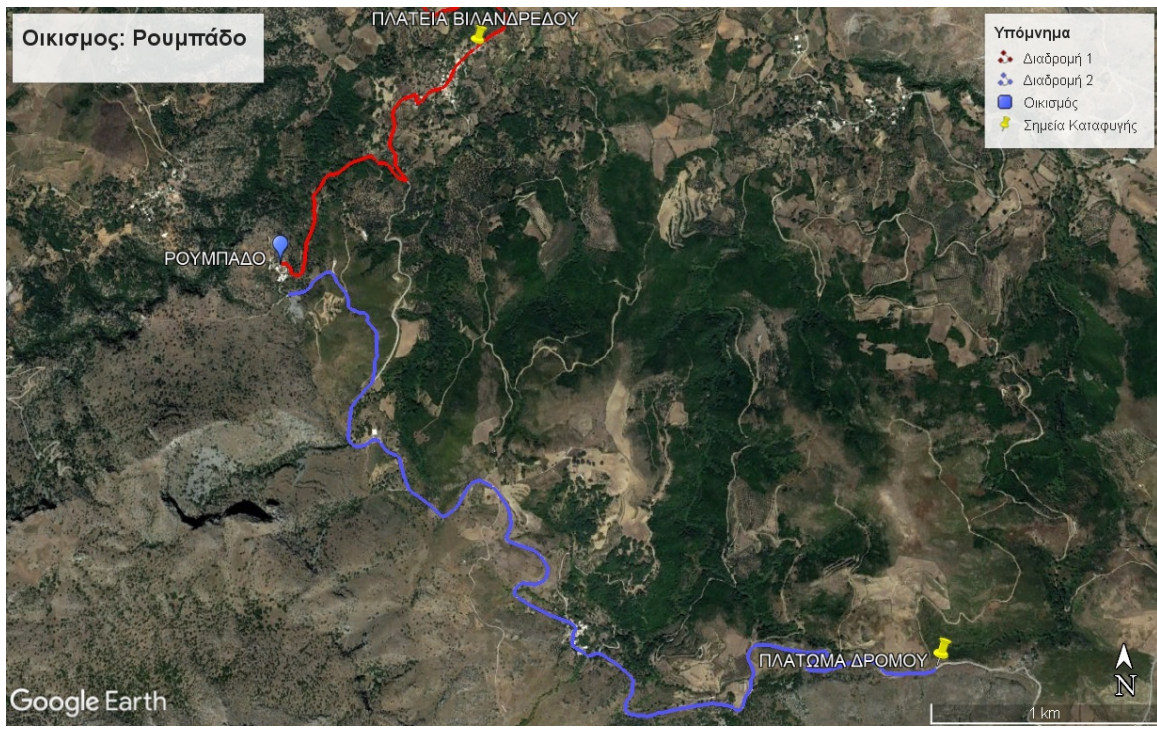 ΠΛΑΤΕΙΑ ΒΙΛΑΝΔΡΕΔΟΥ
Οικισμος: Ρουμπάδο
Υπόμνημα
Διαδρομή 1
Διαδρομή 2
Οικισμός
Σημεία Καταφυγής
ΡΟΥΜΠΑΔΟ
ΠΛΑΤΩΜΑ ΔΡΟΜΟΥ
Google Earth
N
1 km